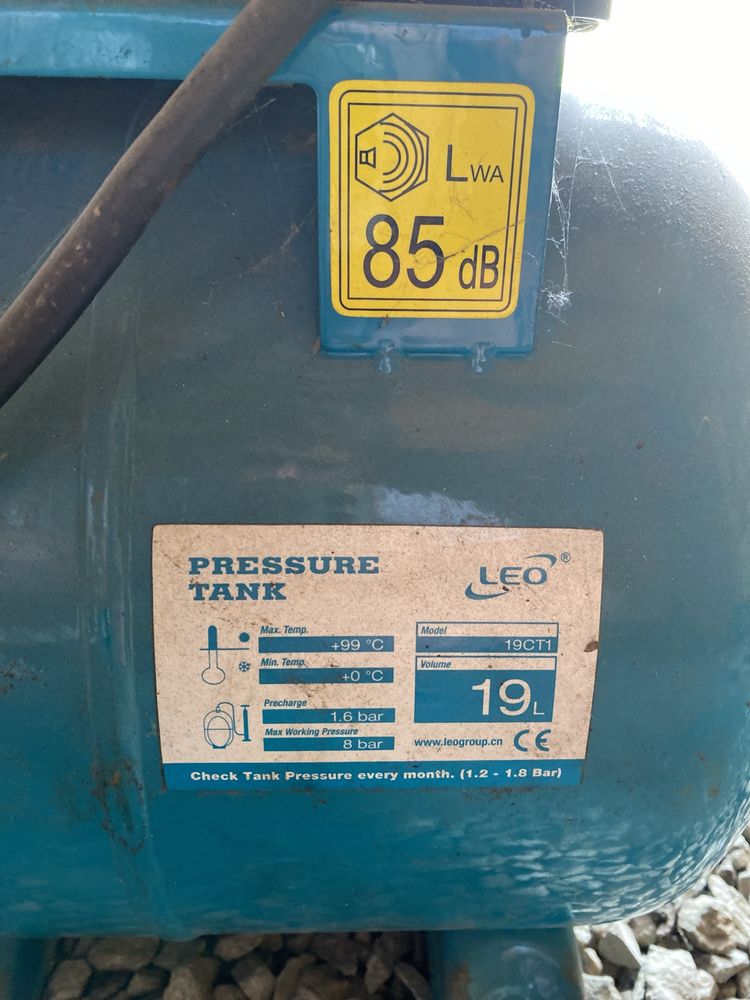 LWA
85 dB
PRESSURE
TANK
LEO®
Max. Temp.
+99 °C
Min. Temp.
+0 °C
Precharge
1.6 bar
Max Working Pressure
8 bar
Model
19CT1
Volume
19L
www.leogroup.cn CE
Check Tank Pressure every month. (1.2 - 1.8 Bar)